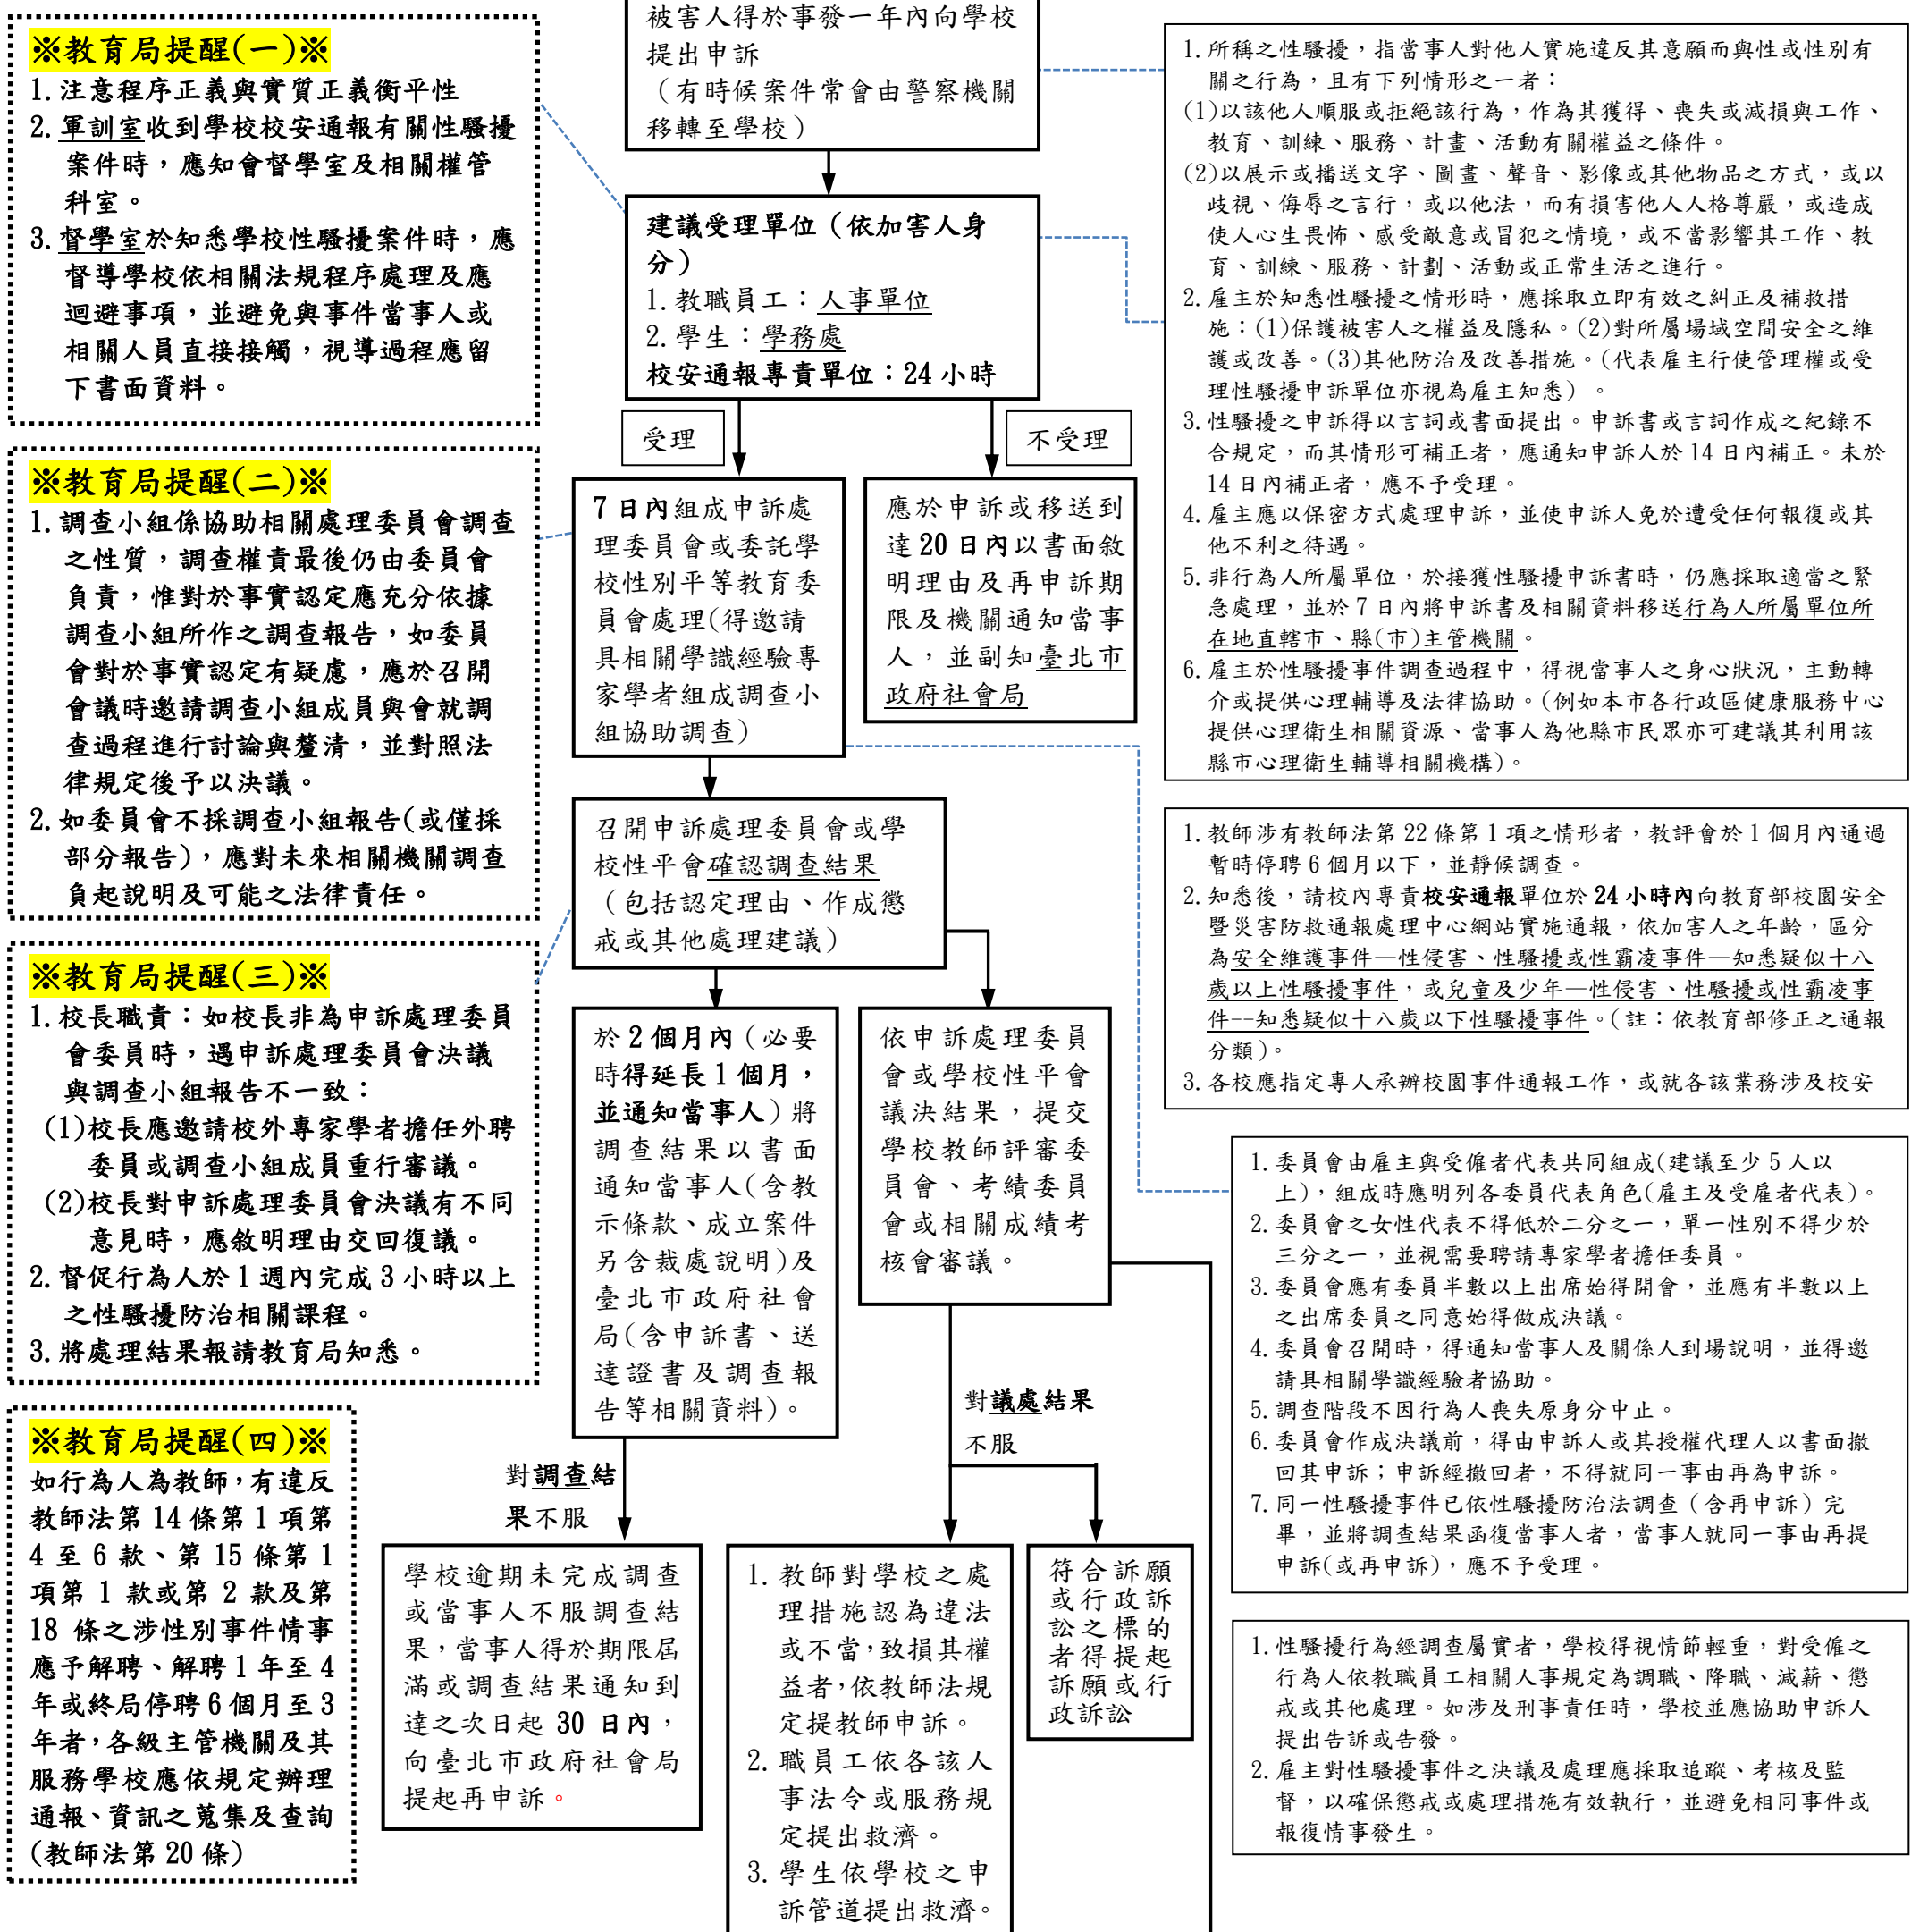 ※教育局提醒(一)※
1.注意程序正義與實質正義衡平性
2.軍訓室收到學校校安通報有關性騷擾
案件時，應知會督學室及相關權管
科室。
3.督學室於知悉學校性騷擾案件時，應
督導學校依相關法規程序處理及應
迴避事項，並避免與事件當事人或
相關人員直接接觸，視導過程應留
下書面資料。
※教育局提醒(二)※
1.調查小組係協助相關處理委員會調查
之性質，調查權責最後仍由委員會
負責，惟對於事實認定應充分依據
調查小組所作之調查報告，如委員
會對於事實認定有疑慮，應於召開
會議時邀請調查小組成員與會就調
查過程進行討論與釐清，並對照法
律規定後予以決議。
2.如委員會不採調查小組報告(或僅採
部分報告)，應對未來相關機關調查
負起說明及可能之法律責任。
※教育局提醒(三)※
1.校長職責：如校長非為申訴處理委員
會委員時，遇申訴處理委員會決議
與調查小組報告不一致：
(1)校長應邀請校外專家學者擔任外聘
委員或調查小組成員重行審議。
(2)校長對申訴處理委員會決議有不同
意見時，應敘明理由交回復議。
2.督促行為人於1週內完成3小時以上
之性騷擾防治相關課程。
3.將處理結果報請教育局知悉。
※教育局提醒(四)※
如行為人為教師，有違反
教師法第14條第1項第
4至6款、第15條第1
項第1款或第2款及第
18條之涉性別事件情事
應予解聘、解聘1年至4
年或終局停聘6個月至3
年者，各級主管機關及其
服務學校應依規定辦理
通報、資訊之蒐集及查詢
(教師法第20條)
被害人得於事發一年內向學校
提出申訴
（有時候案件常會由警察機關
移轉至學校）
建議受理單位（依加害人身
分）
1.教職員工：人事單位
2.學生：學務處
校安通報專責單位：24小時
受理
不受理
7日內組成申訴處
理委員會或委託學
校性別平等教育委
員會處理(得邀請
具相關學識經驗專
家學者組成調查小
組協助調查)
應於申訴或移送到
達20日內以書面敘
明理由及再申訴期
限及機關通知當事
人，並副知臺北市
政府社會局
召開申訴處理委員會或學
校性平會確認調查結果
（包括認定理由、作成懲
戒或其他處理建議）
於2個月內（必要
時得延長1個月，
並通知當事人）將
調查結果以書面
通知當事人(含教
示條款、成立案件
另含裁處說明)及
臺北市政府社會
局(含申訴書、送
達證書及調查報
告等相關資料)。
依申訴處理委員
會或學校性平會
議決結果，提交
學校教師評審委
員會、考績委員
會或相關成績考
核會審議。
對調查結
果不服
對議處結果
不服
學校逾期未完成調查
或當事人不服調查結
果，當事人得於期限屆
滿或調查結果通知到
達之次日起30日內，
向臺北市政府社會局
提起再申訴。
1.教師對學校之處
理措施認為違法
或不當，致損其權
益者，依教師法規
定提教師申訴。
2.職員工依各該人
事法令或服務規
定提出救濟。
3.學生依學校之申
訴管道提出救濟。
符合訴願
或行政訴
訟之標的
者得提起
訴願或行
政訴訟
1.所稱之性騷擾，指當事人對他人實施違反其意願而與性或性別有
關之行為，且有下列情形之一者：
(1)以該他人順服或拒絕該行為，作為其獲得、喪失或減損與工作、
教育、訓練、服務、計畫、活動有關權益之條件。
(2)以展示或播送文字、圖畫、聲音、影像或其他物品之方式，或以
歧視、侮辱之言行，或以他法，而有損害他人人格尊嚴，或造成
使人心生畏怖、感受敵意或冒犯之情境，或不當影響其工作、教
育、訓練、服務、計劃、活動或正常生活之進行。
2.雇主於知悉性騷擾之情形時，應採取立即有效之糾正及補救措
施：(1)保護被害人之權益及隱私。(2)對所屬場域空間安全之維
護或改善。(3)其他防治及改善措施。(代表雇主行使管理權或受
理性騷擾申訴單位亦視為雇主知悉）。
3.性騷擾之申訴得以言詞或書面提出。申訴書或言詞作成之紀錄不
合規定，而其情形可補正者，應通知申訴人於14日內補正。未於
14日內補正者，應不予受理。
4.雇主應以保密方式處理申訴，並使申訴人免於遭受任何報復或其
他不利之待遇。
5.非行為人所屬單位，於接獲性騷擾申訴書時，仍應採取適當之緊
急處理，並於7日內將申訴書及相關資料移送行為人所屬單位所
在地直轄市、縣(市)主管機關。
6.雇主於性騷擾事件調查過程中，得視當事人之身心狀況，主動轉
介或提供心理輔導及法律協助。(例如本市各行政區健康服務中心
提供心理衛生相關資源、當事人為他縣市民眾亦可建議其利用該
縣市心理衛生輔導相關機構)。
1.教師涉有教師法第22條第1項之情形者，教評會於1個月內通過
暫時停聘6個月以下，並靜候調查。
2.知悉後，請校內專責校安通報單位於24小時內向教育部校園安全
暨災害防救通報處理中心網站實施通報，依加害人之年齡，區分
為安全維護事件—性侵害、性騷擾或性霸凌事件—知悉疑似十八
歲以上性騷擾事件，或兒童及少年—性侵害、性騷擾或性霸凌事
件--知悉疑似十八歲以下性騷擾事件。(註：依教育部修正之通報
分類)。
3.各校應指定專人承辦校園事件通報工作，或就各該業務涉及校安
1.委員會由雇主與受僱者代表共同組成(建議至少5人以
上)，組成時應明列各委員代表角色(雇主及受雇者代表)。
2.委員會之女性代表不得低於二分之一，單一性別不得少於
三分之一，並視需要聘請專家學者擔任委員。
3.委員會應有委員半數以上出席始得開會，並應有半數以上
之出席委員之同意始得做成決議。
4.委員會召開時，得通知當事人及關係人到場說明，並得邀
請具相關學識經驗者協助。
5.調查階段不因行為人喪失原身分中止。
6.委員會作成決議前，得由申訴人或其授權代理人以書面撤
回其申訴；申訴經撤回者，不得就同一事由再為申訴。
7.同一性騷擾事件已依性騷擾防治法調查（含再申訴）完
畢，並將調查結果函復當事人者，當事人就同一事由再提
申訴(或再申訴)，應不予受理。
1.性騷擾行為經調查屬實者，學校得視情節輕重，對受僱之
行為人依教職員工相關人事規定為調職、降職、減薪、懲
戒或其他處理。如涉及刑事責任時，學校並應協助申訴人
提出告訴或告發。
2.雇主對性騷擾事件之決議及處理應採取追蹤、考核及監
督，以確保懲戒或處理措施有效執行，並避免相同事件或
報復情事發生。